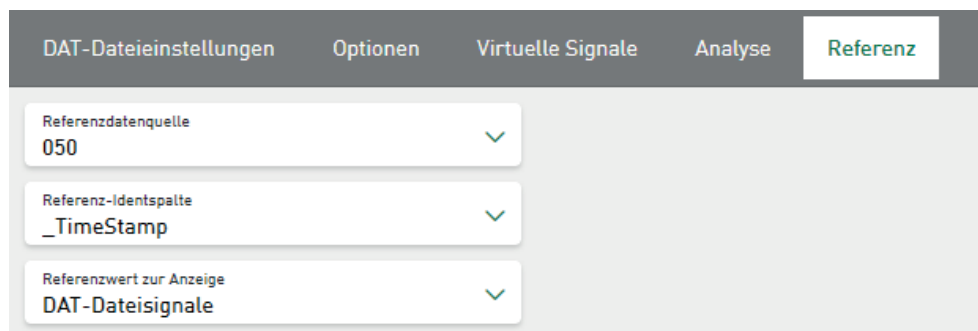 DAT-Dateieinstellungen Optionen Virtuelle Signale Analyse Referenz
Referenzdatenquelle
050
Referenz-Identspalte
_TimeStamp
Referenzwert zur Anzeige
DAT-Dateisignale